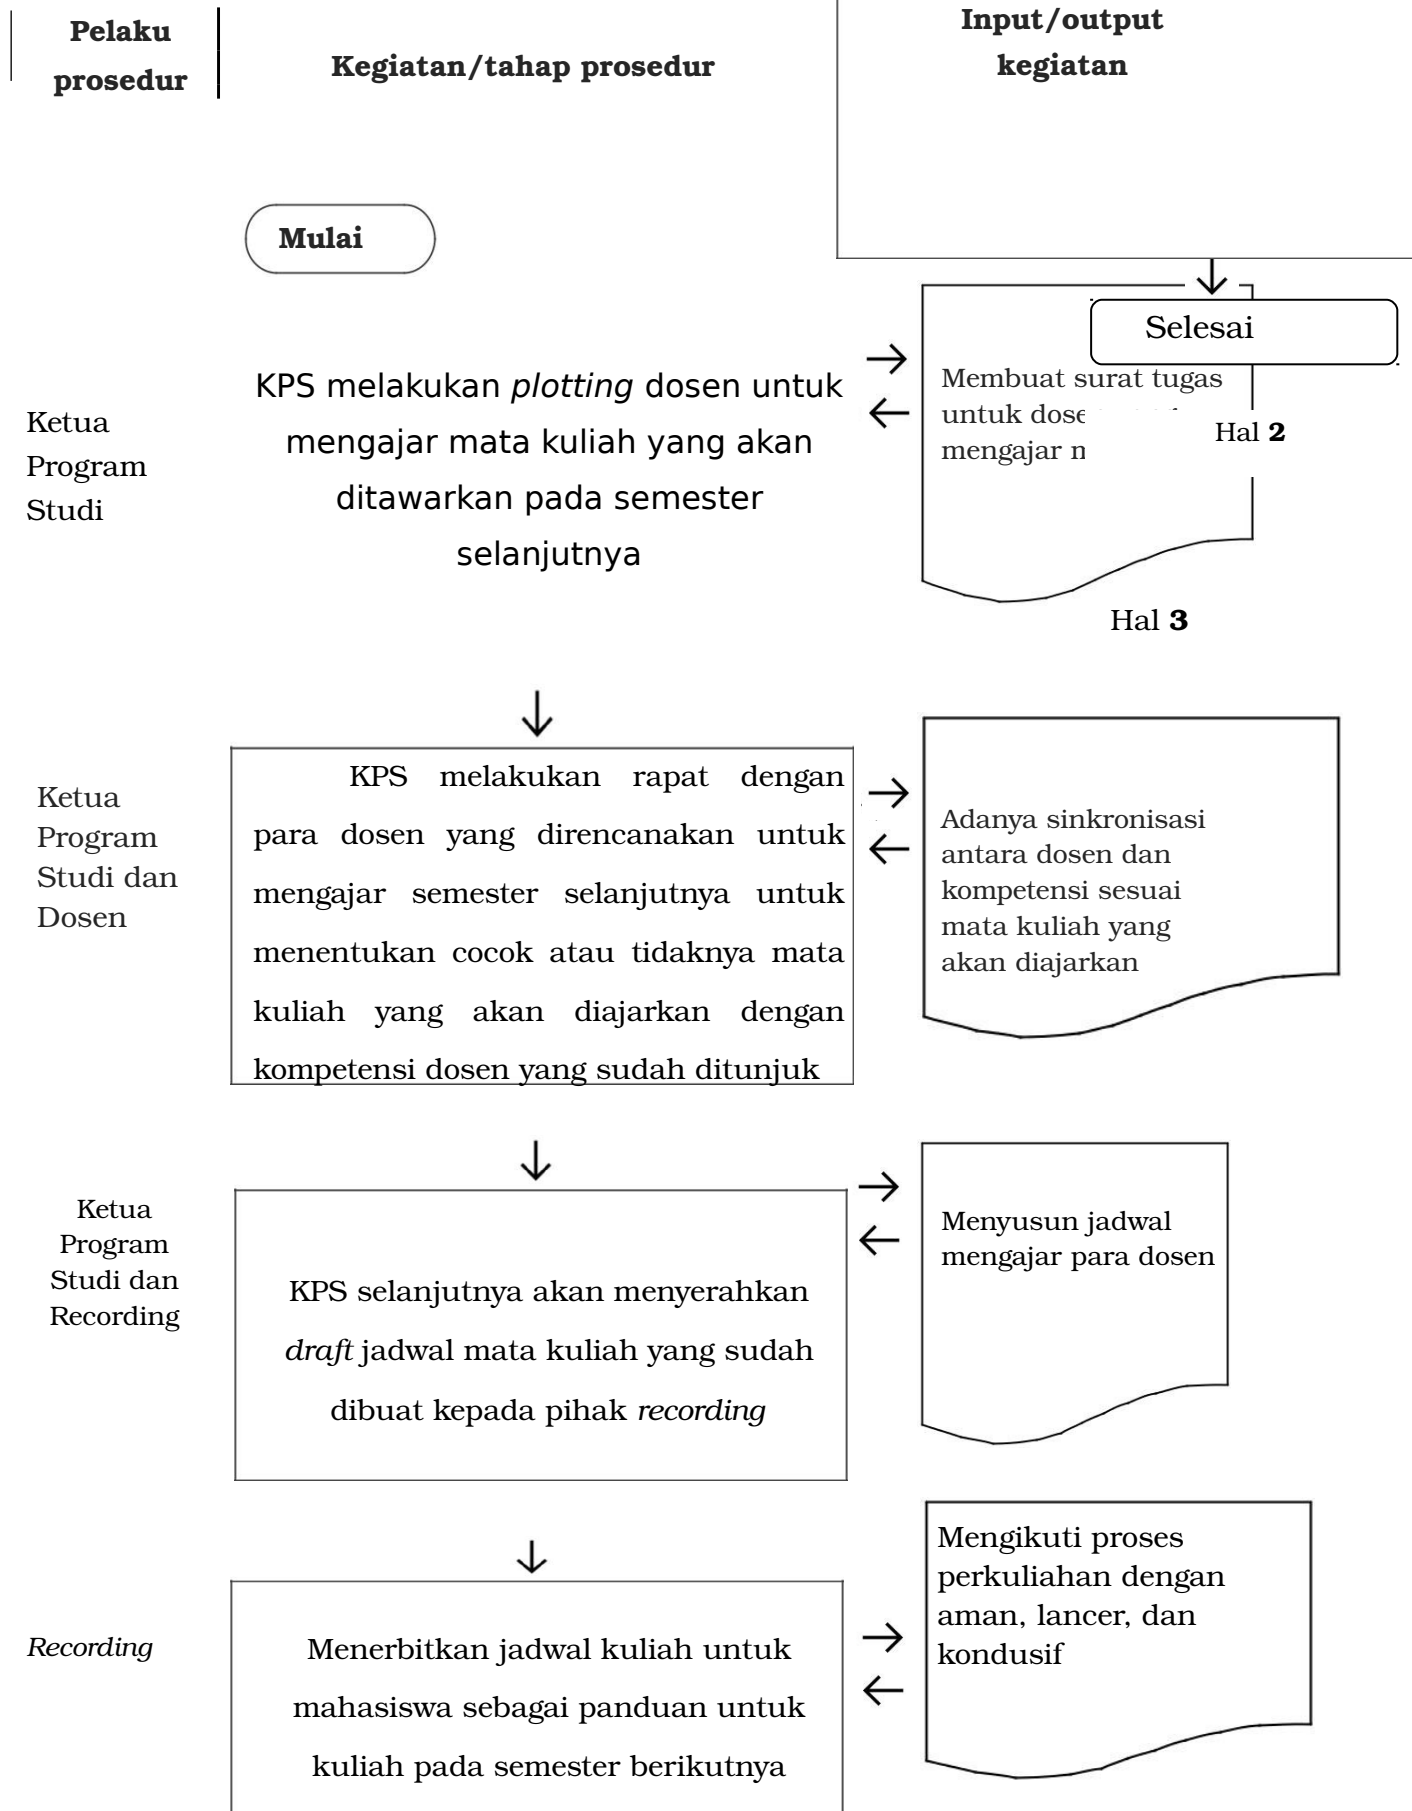 Pelaku
prosedur
Kegiatan/tahap prosedur
Input/output
kegiatan
Mulai
Selesai
Ketua
Program
Studi
KPS melakukan plotting dosen untuk
mengajar mata kuliah yang akan
ditawarkan pada semester
selanjutnya
Membuat surat tugas
untuk
mengajar
Hal 2
Hal 3
Ketua
Program
Studi dan
Dosen
KPS melakukan rapat dengan
para dosen yang direncanakan untuk
mengajar semester selanjutnya untuk
menentukan cocok atau tidaknya mata
kuliah yang akan diajarkan dengan
kompetensi dosen yang sudah ditunjuk
Adanya sinkronisasi
antara dosen dan
kompetensi sesuai
mata kuliah yang
akan diajarkan
Ketua
Program
Studi dan
Recording
KPS selanjutnya akan menyerahkan
draft jadwal mata kuliah yang sudah
dibuat kepada pihak recording
Menyusun jadwal
mengajar para dosen
Recording
Menerbitkan jadwal kuliah untuk
mahasiswa sebagai panduan untuk
kuliah pada semester berikutnya
Mengikuti proses
perkuliahan dengan
aman, lancer, dan
kondusif